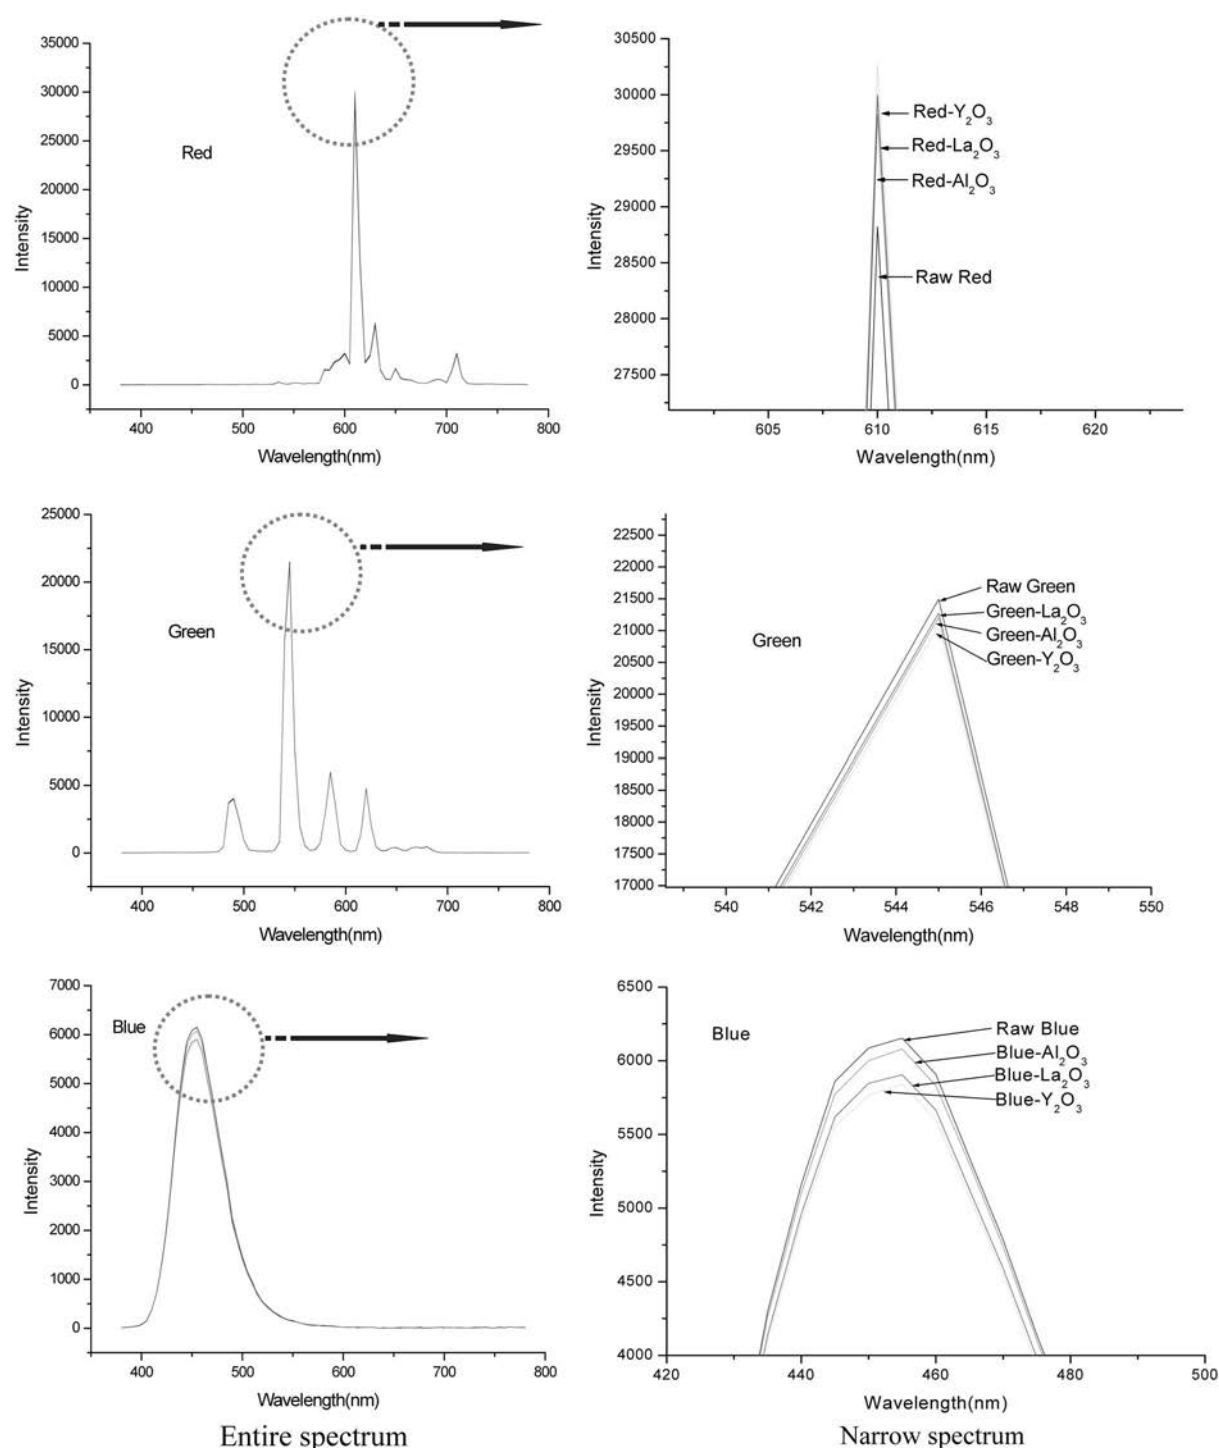 35000
30000
25000
20000
15000
10000
5000
0
Intensity
Red
400 500 600 700 800
Wavelength(nm)
30500
30000
29500
29000
28500
28000
27500
Intensity
Red-Y₂O₃
Red-La₂O₃
Red-Al₂O₃
Raw Red
605 610 615 620
Wavelength(nm)
25000
20000
15000
10000
5000
0
Intensity
Green
400 500 600 700 800
Wavelength(nm)
22500
22000
21500
21000
20500
20000
19500
19000
18500
18000
17500
17000
Intensity
Green
Raw Green
Green-La₂O₃
Green-Al₂O₃
Green-Y₂O₃
540 542 544 546 548 550
Wavelength(nm)
7000
6000
5000
4000
3000
2000
1000
0
Intensity
Blue
400 500 600 700 800
Wavelength(nm)
6500
6000
5500
5000
4500
4000
Intensity
Blue
Raw Blue
Blue-Al₂O₃
Blue-La₂O₃
Blue-Y₂O₃
420 440 460 480 500
Wavelength(nm)
Entire spectrum
Narrow spectrum